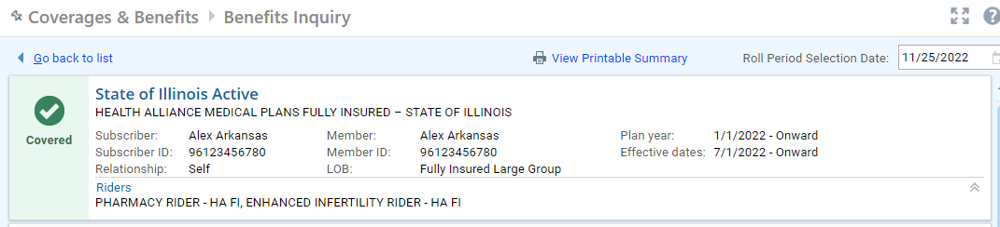 Coverages & Benefits Benefits Inquiry
Go back to list View Printable Summary Roll Period Selection Date: 11/25/2022
State of Illinois Active
HEALTH ALLIANCE MEDICAL PLANS FULLY INSURED – STATE OF ILLINOIS
Covered
Subscriber: Alex Arkansas Member: Alex Arkansas Plan year: 1/1/2022 - Onward
Subscriber ID: 96123456780 Member ID: 96123456780 Effective dates: 7/1/2022 - Onward
Relationship: Self LOB: Fully Insured Large Group
Riders
PHARMACY RIDER - HA FI, ENHANCED INFERTILITY RIDER - HA FI